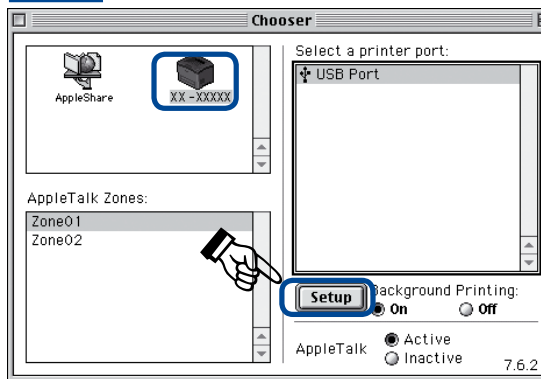 Chooser
AppleShare
XX-XXXXX
AppleTalk Zones:
Zone01
Zone02
Select a printer port:
USB Port
Setup
Background Printing:
On
Off
AppleTalk
Active
Inactive
7.6.2